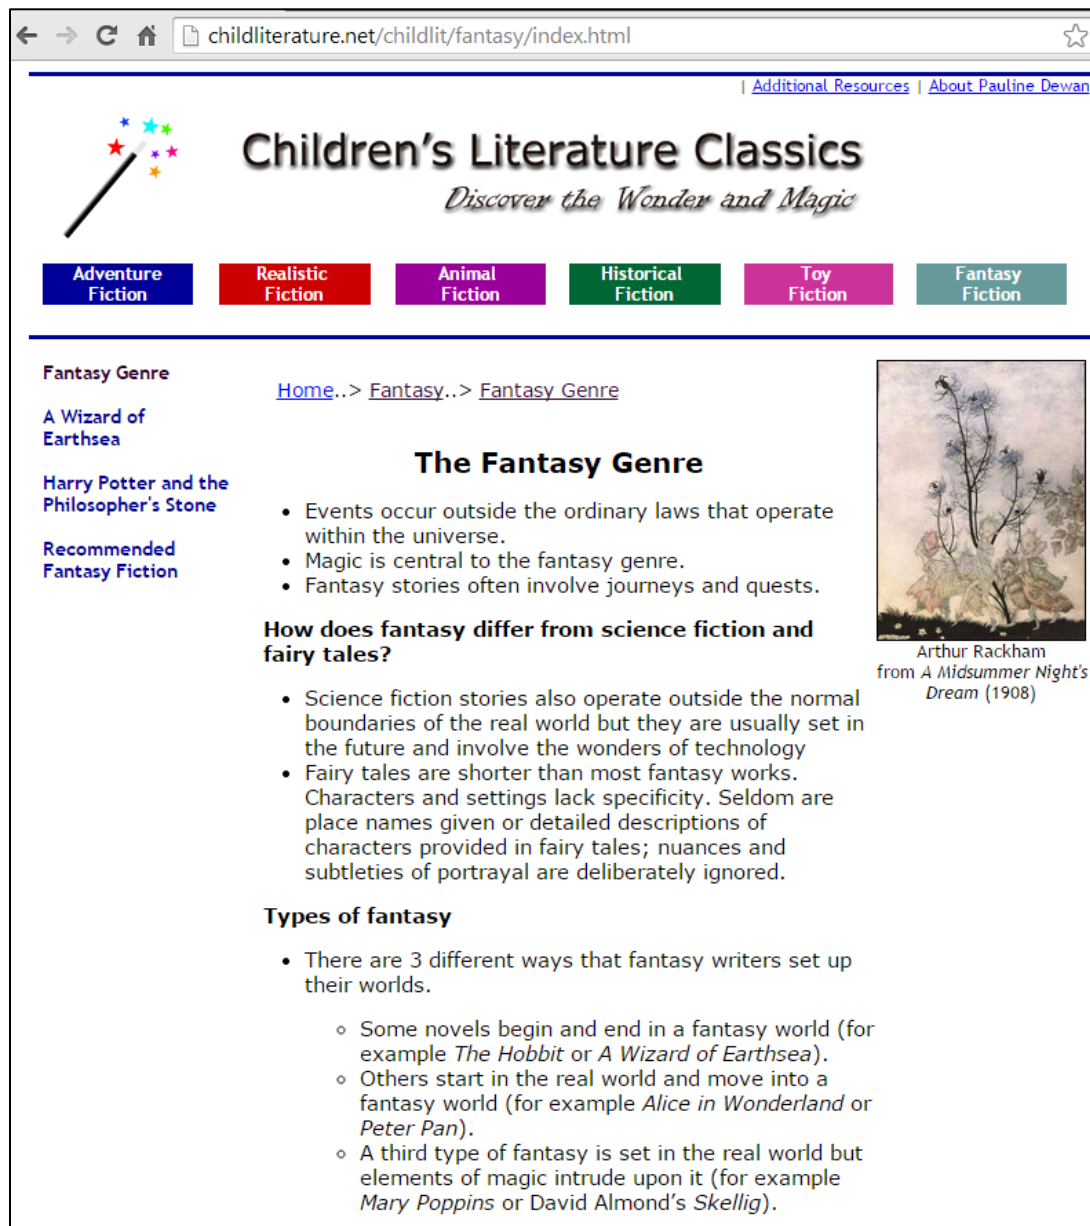 childliterature.net/childlit/fantasy/index.html
| Additional Resources | About Pauline Dewan
Children's Literature Classics
Discover the Wonder and Magic
Adventure
Fiction
Realistic
Fiction
Animal
Fiction
Historical
Fiction
Toy
Fiction
Fantasy
Fiction
Fantasy Genre
A Wizard of
Earthsea
Harry Potter and the
Philosopher's Stone
Recommended
Fantasy Fiction
Home..> Fantasy..> Fantasy Genre
The Fantasy Genre
• Events occur outside the ordinary laws that operate
within the universe.
• Magic is central to the fantasy genre.
• Fantasy stories often involve journeys and quests.
How does fantasy differ from science fiction and
fairy tales?
• Science fiction stories also operate outside the normal
boundaries of the real world but they are usually set in
the future and involve the wonders of technology
• Fairy tales are shorter than most fantasy works.
Characters and settings lack specificity. Seldom are
place names given or detailed descriptions of
characters provided in fairy tales; nuances and
subtleties of portrayal are deliberately ignored.
Types of fantasy
• There are 3 different ways that fantasy writers set up
their worlds.
◦ Some novels begin and end in a fantasy world (for
example The Hobbit or A Wizard of Earthsea).
◦ Others start in the real world and move into a
fantasy world (for example Alice in Wonderland or
Peter Pan).
◦ A third type of fantasy is set in the real world but
elements of magic intrude upon it (for example
Mary Poppins or David Almond's Skellig).
Arthur Rackham
from A Midsummer Night's
Dream (1908)